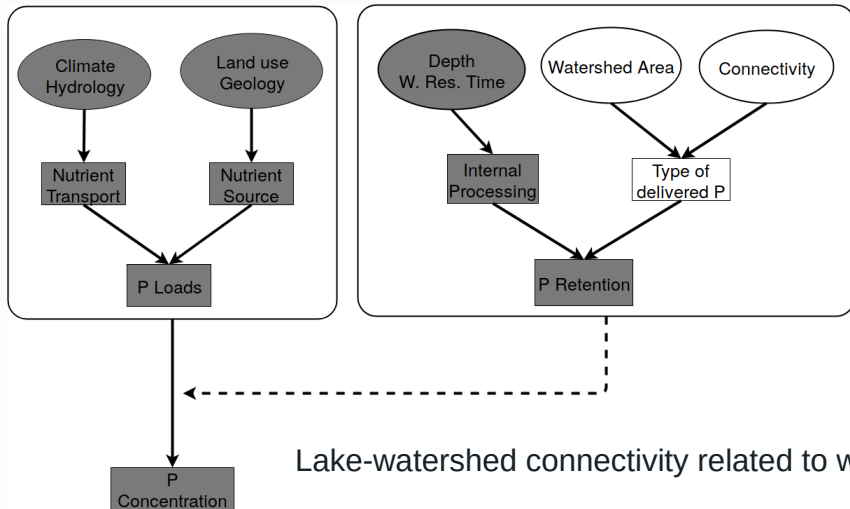 Climate
Hydrology
Land use
Geology
Depth
W. Res. Time
Watershed Area
Connectivity
Nutrient
Transport
Nutrient
Source
Internal
Processing
Type of
delivered P
P Loads
P Retention
Lake-watershed connectivity related to w
P
Concentration